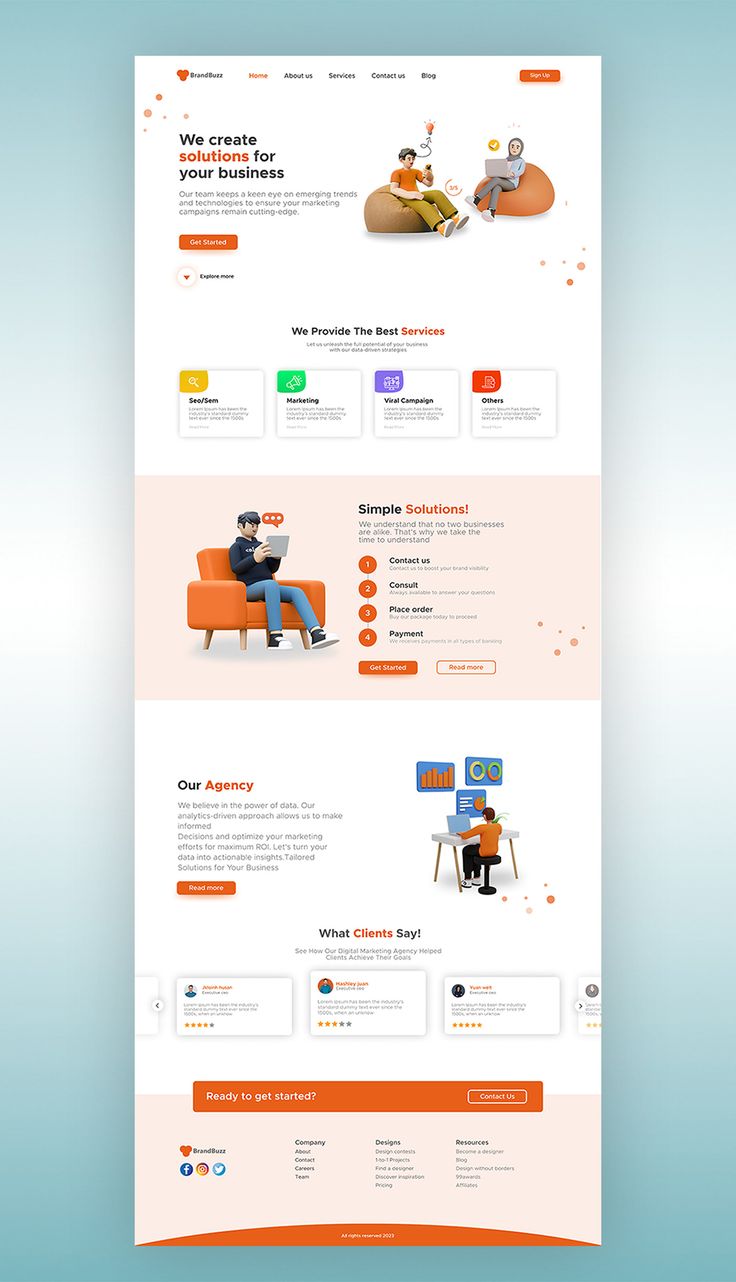 BrandBuzz
Home
About us
Services
Contact us
Blog
Sign Up
We create
solutions for
your business
Our team keeps a keen eye on emerging trends
and technologies to ensure your marketing
campaigns remain cutting-edge.
Get Started
Explore more
3/5
We Provide The Best Services
Let us unleash the full potential of your business
with our data-driven strategies
Seo/Sem
Lorem Ipsum has been the
industry's standard dummy
text ever since the 1500s
Read More
Marketing
Lorem Ipsum has been the
industry's standard dummy
text ever since the 1500s
Read More
Viral Campaign
Lorem Ipsum has been the
industry's standard dummy
text ever since the 1500s
Read More
Others
Lorem Ipsum has been the
industry's standard dummy
text ever since the 1500s
Read More
Simple Solutions!
We understand that no two businesses
are alike. That's why we take the
time to understand
1
Contact us
Contact us to boost your brand visibility
2
Consult
Always available to answer your questions
3
Place order
Buy our package today to proceed
4
Payment
We receives payments in all types of banking
Get Started
Read more
Our Agency
We believe in the power of data. Our
analytics-driven approach allows us to make
informed
Decisions and optimize your marketing
efforts for maximum ROI. Let's turn your
data into actionable insights.Tailored
Solutions for Your Business
Read more
What Clients Say!
See How Our Digital Marketing Agency Helped
Clients Achieve Their Goals
Executive ceo
Lorem Ipsum has been the industry's
standard dummy text ever since the
1500s, when an unknow
Hashley juan
Executive ceo
Lorem Ipsum has been the industry's
standard dummy text ever since the
1500s, when an unknow
Yuan welt
Executive ceo
Lorem Ipsum has been the industry's
standard dummy text ever since the
1500s, when an unknow
Ready to get started?
Contact Us
BrandBuzz
Company
About
Contact
Careers
Team
Designs
Design contests
1-to-1 Projects
Find a designer
Discover inspiration
Pricing
Resources
Become a designer
Blog
Design without borders
99awards
Affiliates
All rights reserved 2023